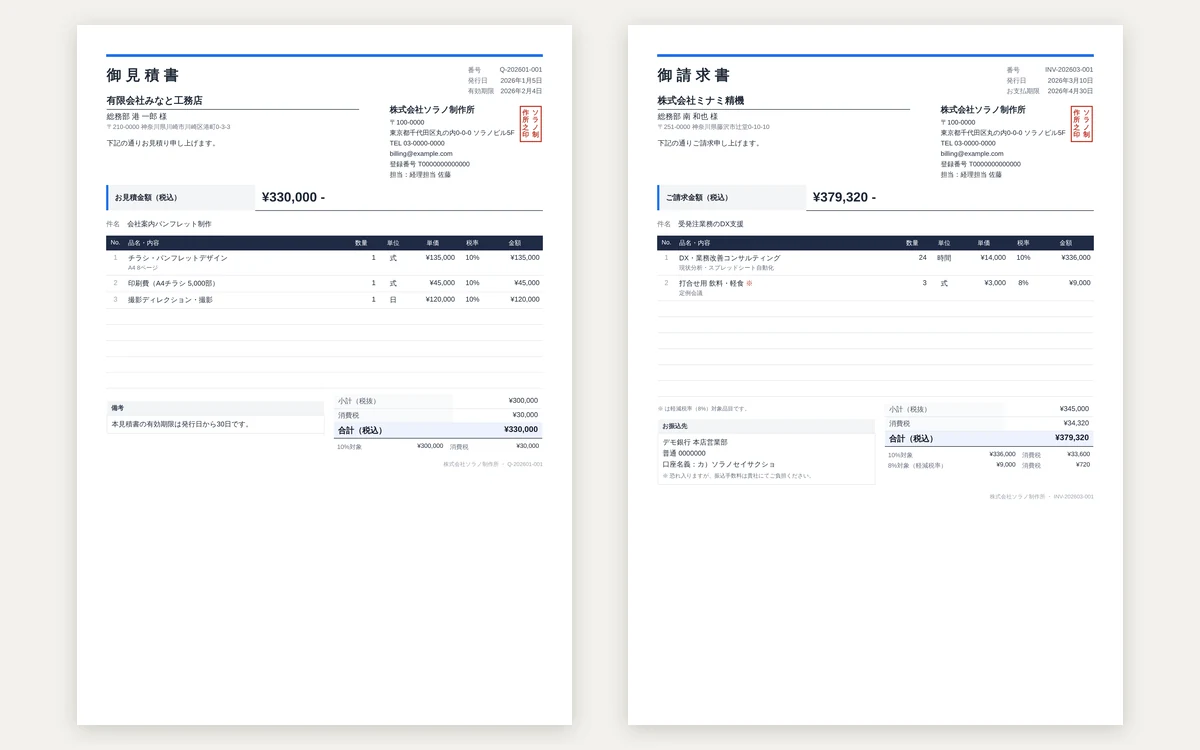 御見積書
番号 Q-202601-001
発行日 2026年1月5日
有効期限 2026年2月4日
有限会社みなと工務店
総務部 港 一郎 様
〒210-0000 神奈川県川崎市川崎区港町0-3-3
下記の通りお見積り申し上げます。
株式会社ソラノ制作所
〒100-0000
東京都千代田区丸の内0-0-0 ソラノビル5F
TEL 03-0000-0000
billing@example.com
登録番号 T0000000000000
担当：経理担当 佐藤
ソラノ制
作所之印
お見積金額（税込） ¥330,000 -
件名 会社案内パンフレット制作
No. 品名・内容 数量 単位 単価 税率 金額
1 チラシ・パンフレットデザイン 1 式 ¥135,000 10% ¥135,000
A4 8ページ
2 印刷費（A4チラシ 5,000部） 1 式 ¥45,000 10% ¥45,000
3 撮影ディレクション・撮影 1 日 ¥120,000 10% ¥120,000
備考
本見積書の有効期限は発行日から30日です。
小計（税抜） ¥300,000
消費税 ¥30,000
合計（税込） ¥330,000
10%対象 ¥300,000 消費税 ¥30,000
株式会社ソラノ制作所 ・ Q-202601-001
御請求書
番号 INV-202603-001
発行日 2026年3月10日
お支払期限 2026年4月30日
株式会社ミナミ精機
総務部 南 和也 様
〒251-0000 神奈川県藤沢市辻堂0-10-10
下記の通りご請求申し上げます。
株式会社ソラノ制作所
〒100-0000
東京都千代田区丸の内0-0-0 ソラノビル5F
TEL 03-0000-0000
billing@example.com
登録番号 T0000000000000
担当：経理担当 佐藤
ソラノ制
作所之印
ご請求金額（税込） ¥379,320 -
件名 受発注業務のDX支援
No. 品名・内容 数量 単位 単価 税率 金額
1 DX・業務改善コンサルティング 24 時間 ¥14,000 10% ¥336,000
現状分析・スプレッドシート自動化
2 打合せ用 飲料・軽食 ※ 3 式 ¥3,000 8% ¥9,000
定例会議
※ は軽減税率（8%）対象品目です。
お振込先
デモ銀行 本店営業部
普通 0000000
口座名義：カ）ソラノセイサクショ
※ 恐れ入りますが、振込手数料は貴社にてご負担ください。
小計（税抜） ¥345,000
消費税 ¥34,320
合計（税込） ¥379,320
10%対象 ¥336,000 消費税 ¥33,600
8%対象（軽減税率） ¥9,000 消費税 ¥720
株式会社ソラノ制作所 ・ INV-202603-001